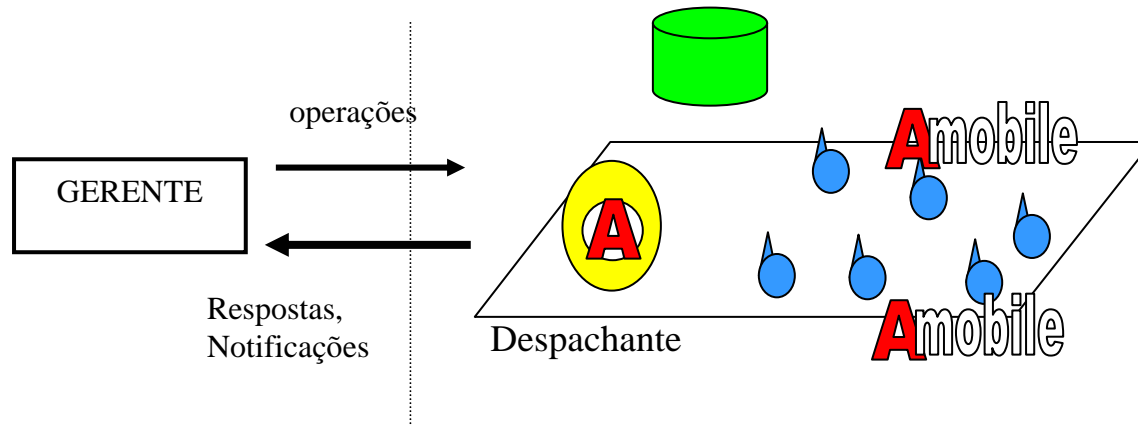 operações
GERENTE
Respostas,
Notificações
A
Despachante
Amobile
Amobile